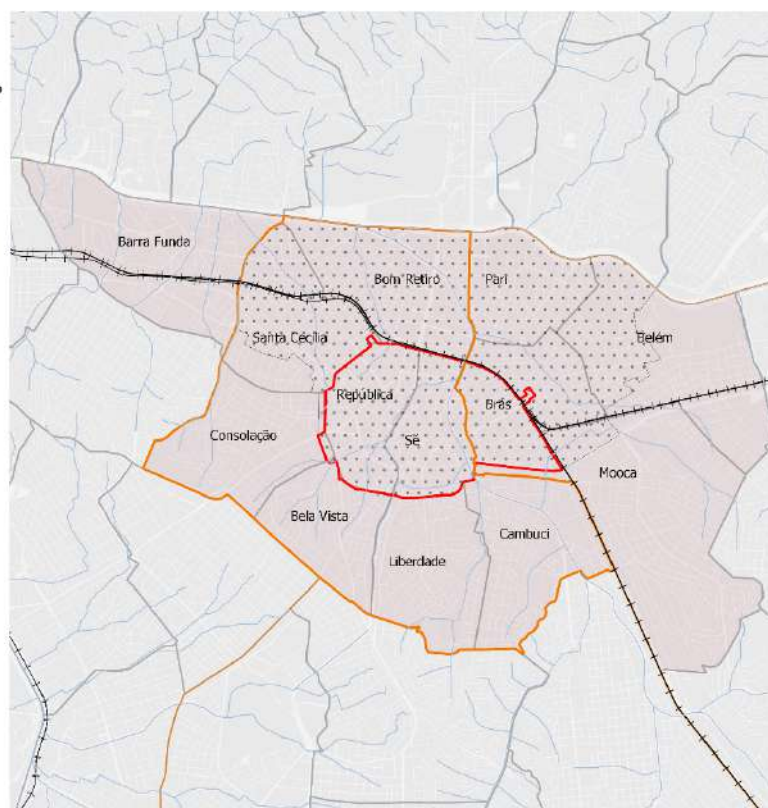 Barra Funda
Bom Retiro
Pari
Santa Cecília
Belém
República
Brás
Consolação
Sé
Mooca
Bela Vista
Cambuci
Liberdade